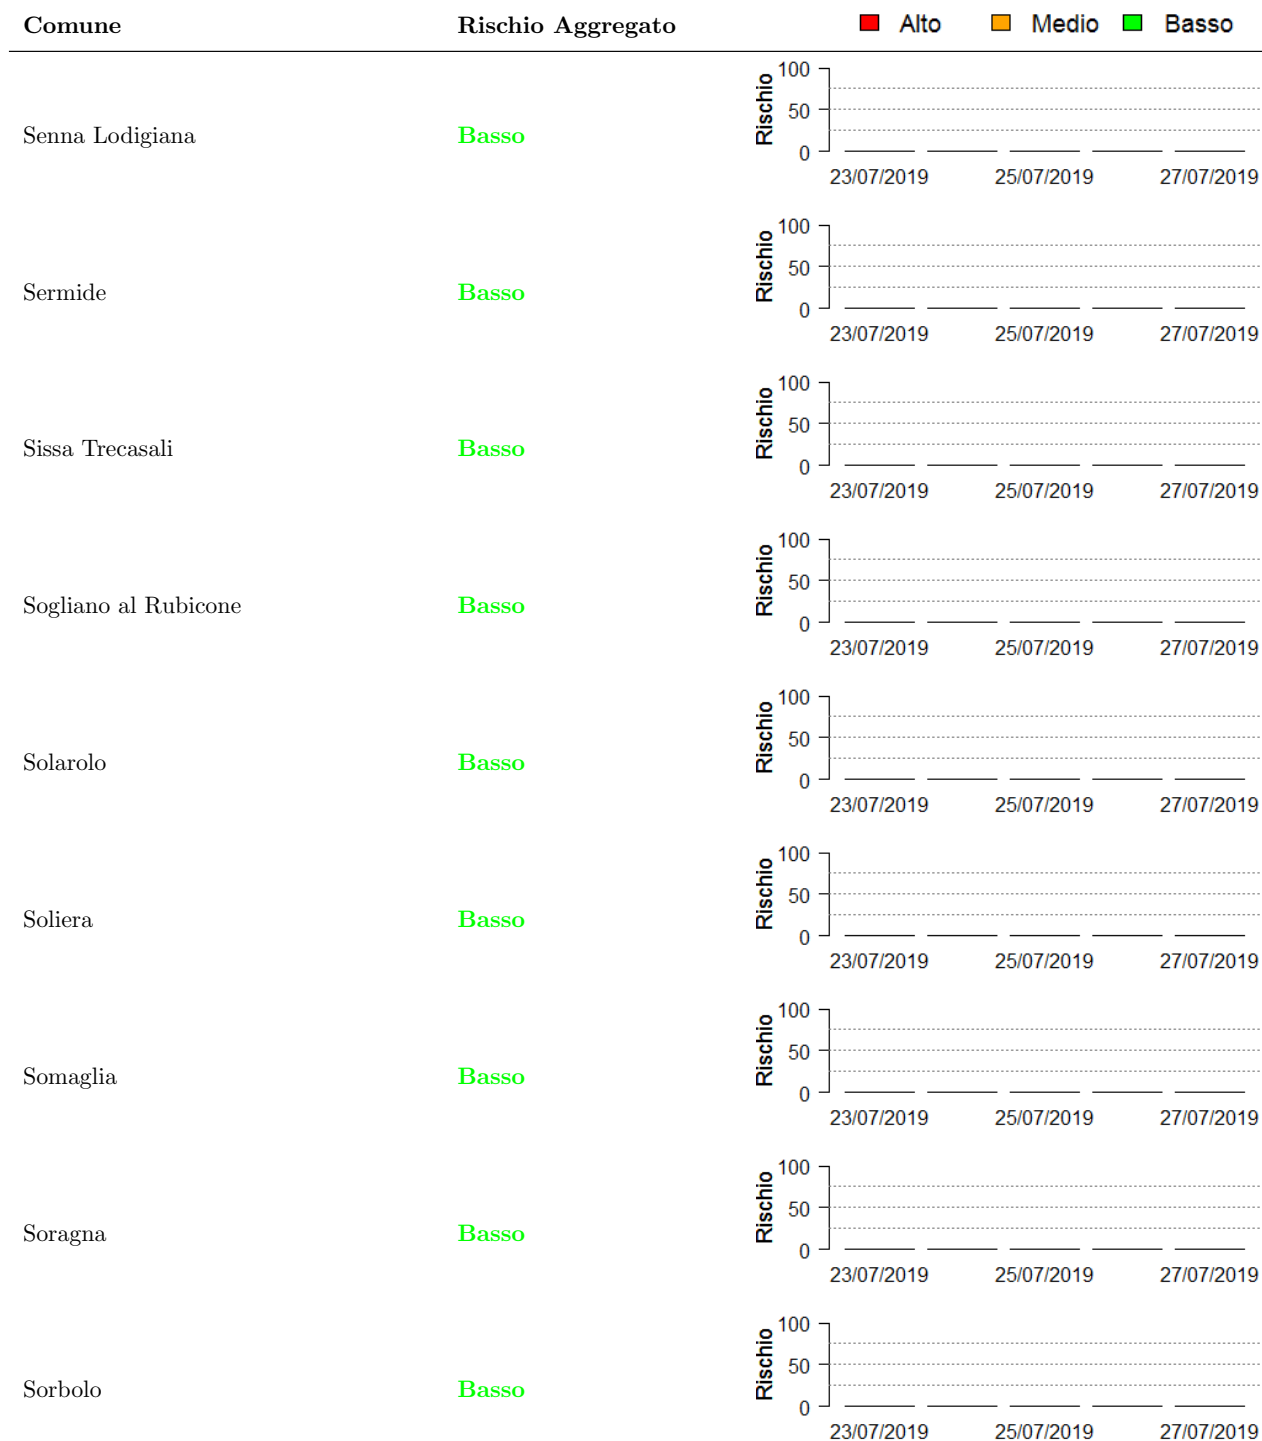 Comune Rischio Aggregato Alto Medio Basso
100
50
0
Rischio
Senna Lodigiana Basso
23/07/2019 25/07/2019 27/07/2019
100
50
0
Rischio
Sermide Basso
23/07/2019 25/07/2019 27/07/2019
100
50
0
Rischio
Sissa Trecasali Basso
23/07/2019 25/07/2019 27/07/2019
100
50
0
Rischio
Sogliano al Rubicone Basso
23/07/2019 25/07/2019 27/07/2019
100
50
0
Rischio
Solarolo Basso
23/07/2019 25/07/2019 27/07/2019
100
50
0
Rischio
Soliera Basso
23/07/2019 25/07/2019 27/07/2019
100
50
0
Rischio
Somaglia Basso
23/07/2019 25/07/2019 27/07/2019
100
50
0
Rischio
Soragna Basso
23/07/2019 25/07/2019 27/07/2019
100
50
0
Rischio
Sorbolo Basso
23/07/2019 25/07/2019 27/07/2019